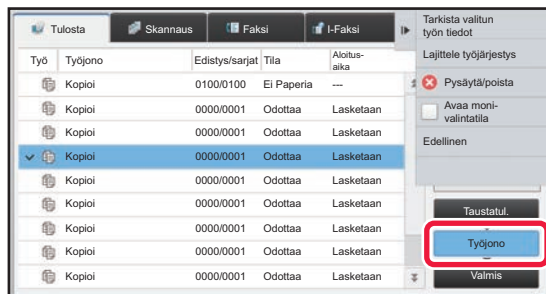 Tulosta Skannaus Faksi I-Faksi
Työ Työjono Edistys/sarjat Tila Aloitus-
aika
Kopioi 0100/0100 Ei Paperia ---
Kopioi 0000/0001 Odottaa Lasketaan
Kopioi 0000/0001 Odottaa Lasketaan
Kopioi 0000/0001 Odottaa Lasketaan
Kopioi 0000/0001 Odottaa Lasketaan
Kopioi 0000/0001 Odottaa Lasketaan
Kopioi 0000/0001 Odottaa Lasketaan
Kopioi 0000/0001 Odottaa Lasketaan
Kopioi 0000/0001 Odottaa Lasketaan
Tarkista valitun
työn tiedot
Lajittele työjärjestys
Pysäytä/poista
Avaa moni-
valintatila
Edellinen
Taustatul.
Työjono
Valmis